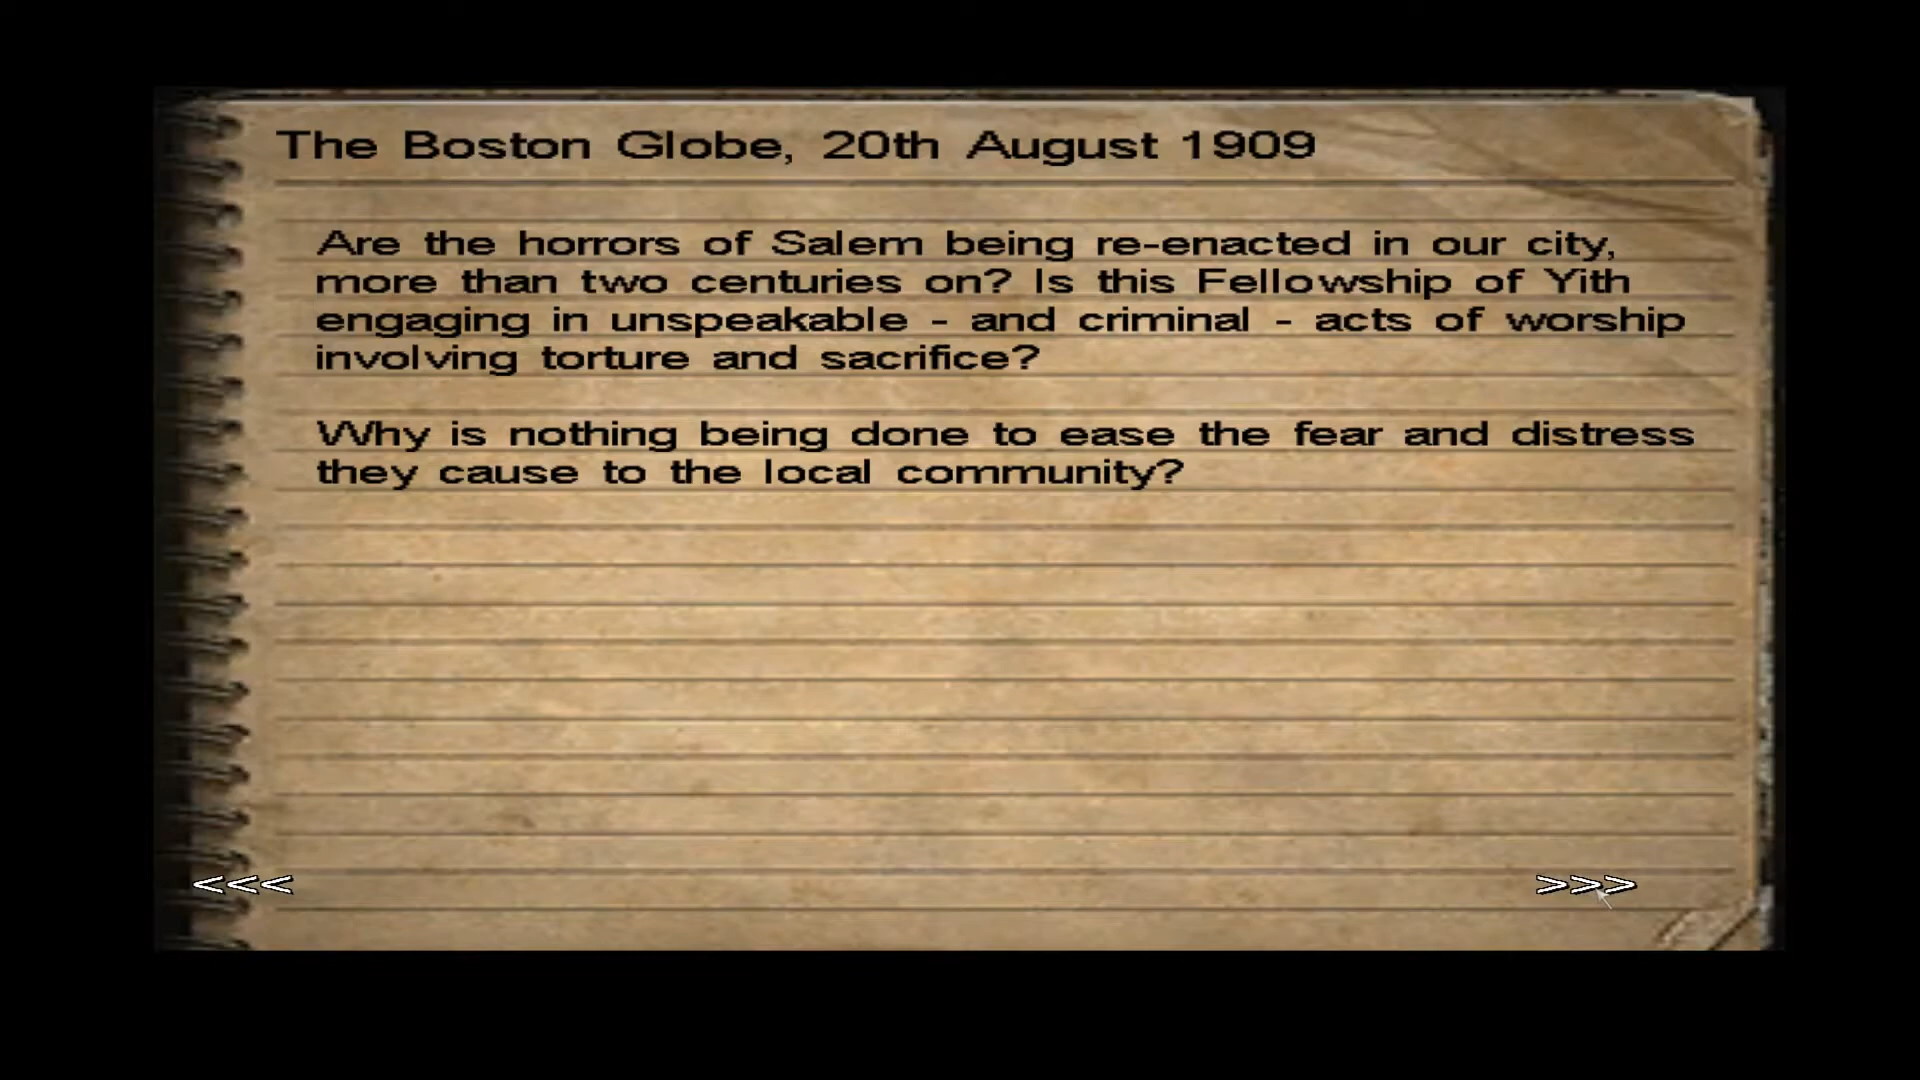 The Boston Globe, 20th August 1909
Are the horrors of Salem being re-enacted in our city,
more than two centuries on? Is this Fellowship of Yith
engaging in unspeakable - and criminal - acts of worship
involving torture and sacrifice?
Why is nothing being done to ease the fear and distress
they cause to the local community?
<<< >>>